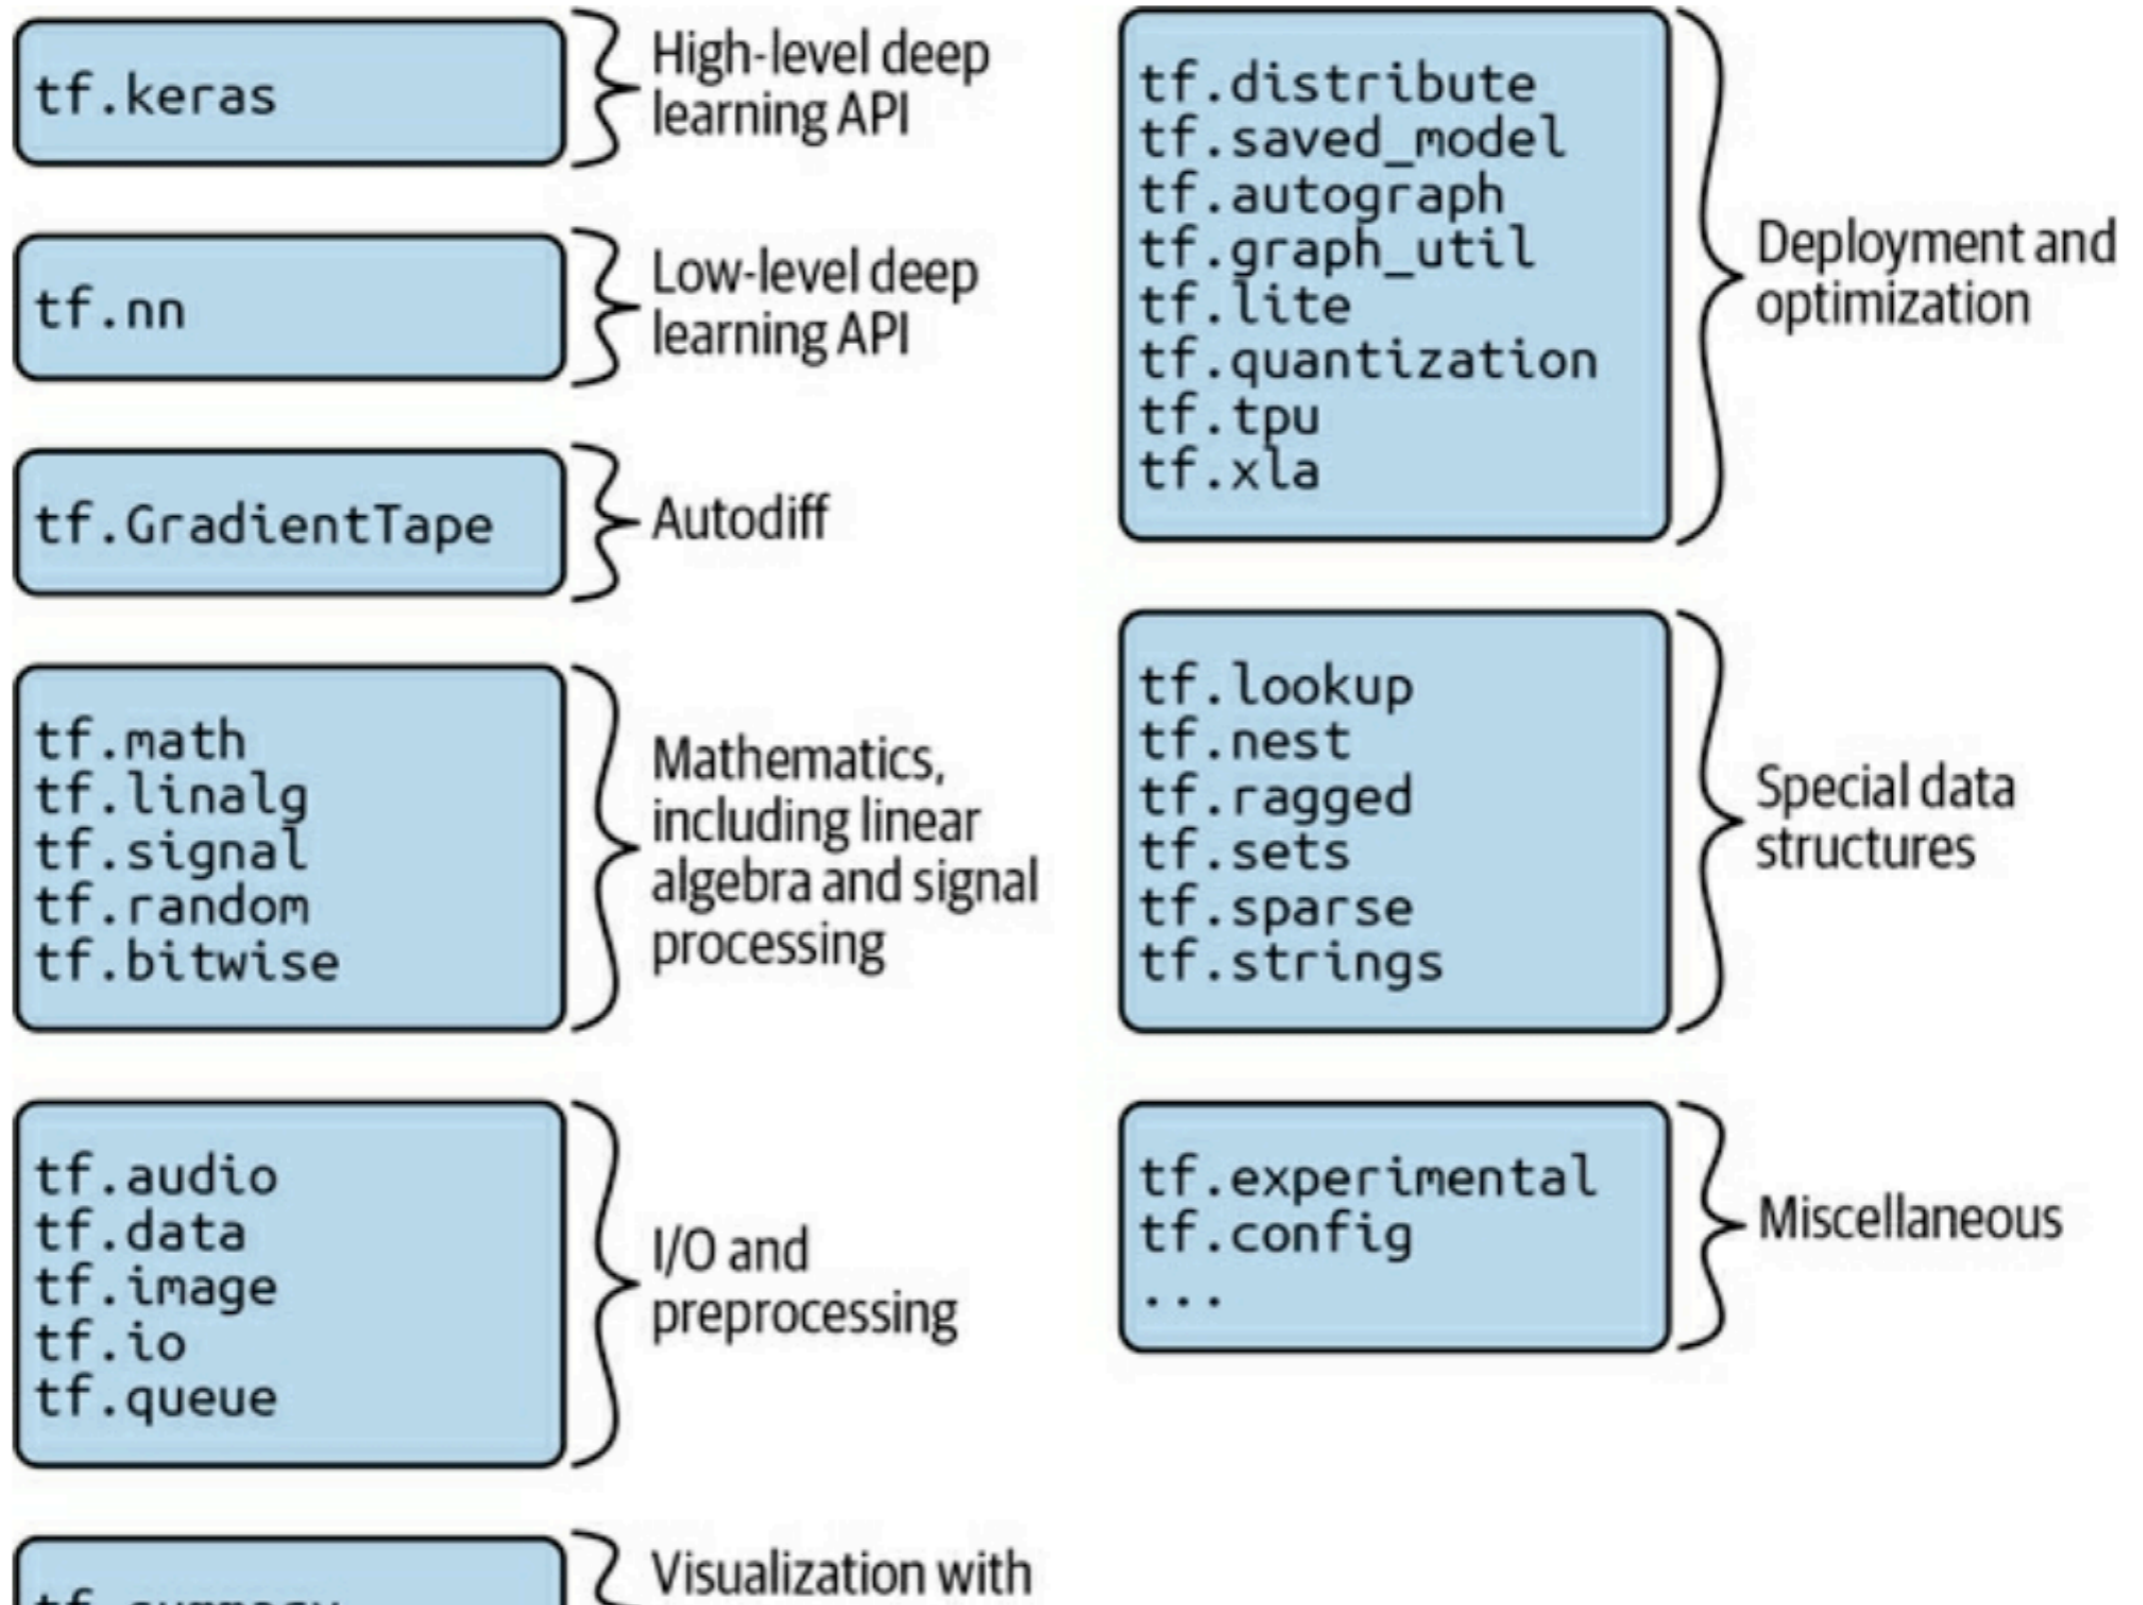 tf.keras
High-level deep
learning API
tf.nn
Low-level deep
learning API
tf.GradientTape
Autodiff
tf.math
tf.linalg
tf.signal
tf.random
tf.bitwise
Mathematics,
including linear
algebra and signal
processing
tf.audio
tf.data
tf.image
tf.io
tf.queue
I/O and
preprocessing
tf.summary
Visualization with
tf.distribute
tf.saved_model
tf.autograph
tf.graph_util
tf.lite
tf.quantization
tf.tpu
tf.xla
Deployment and
optimization
tf.lookup
tf.nest
tf.ragged
tf.sets
tf.sparse
tf.strings
Special data
structures
tf.experimental
tf.config
...
Miscellaneous